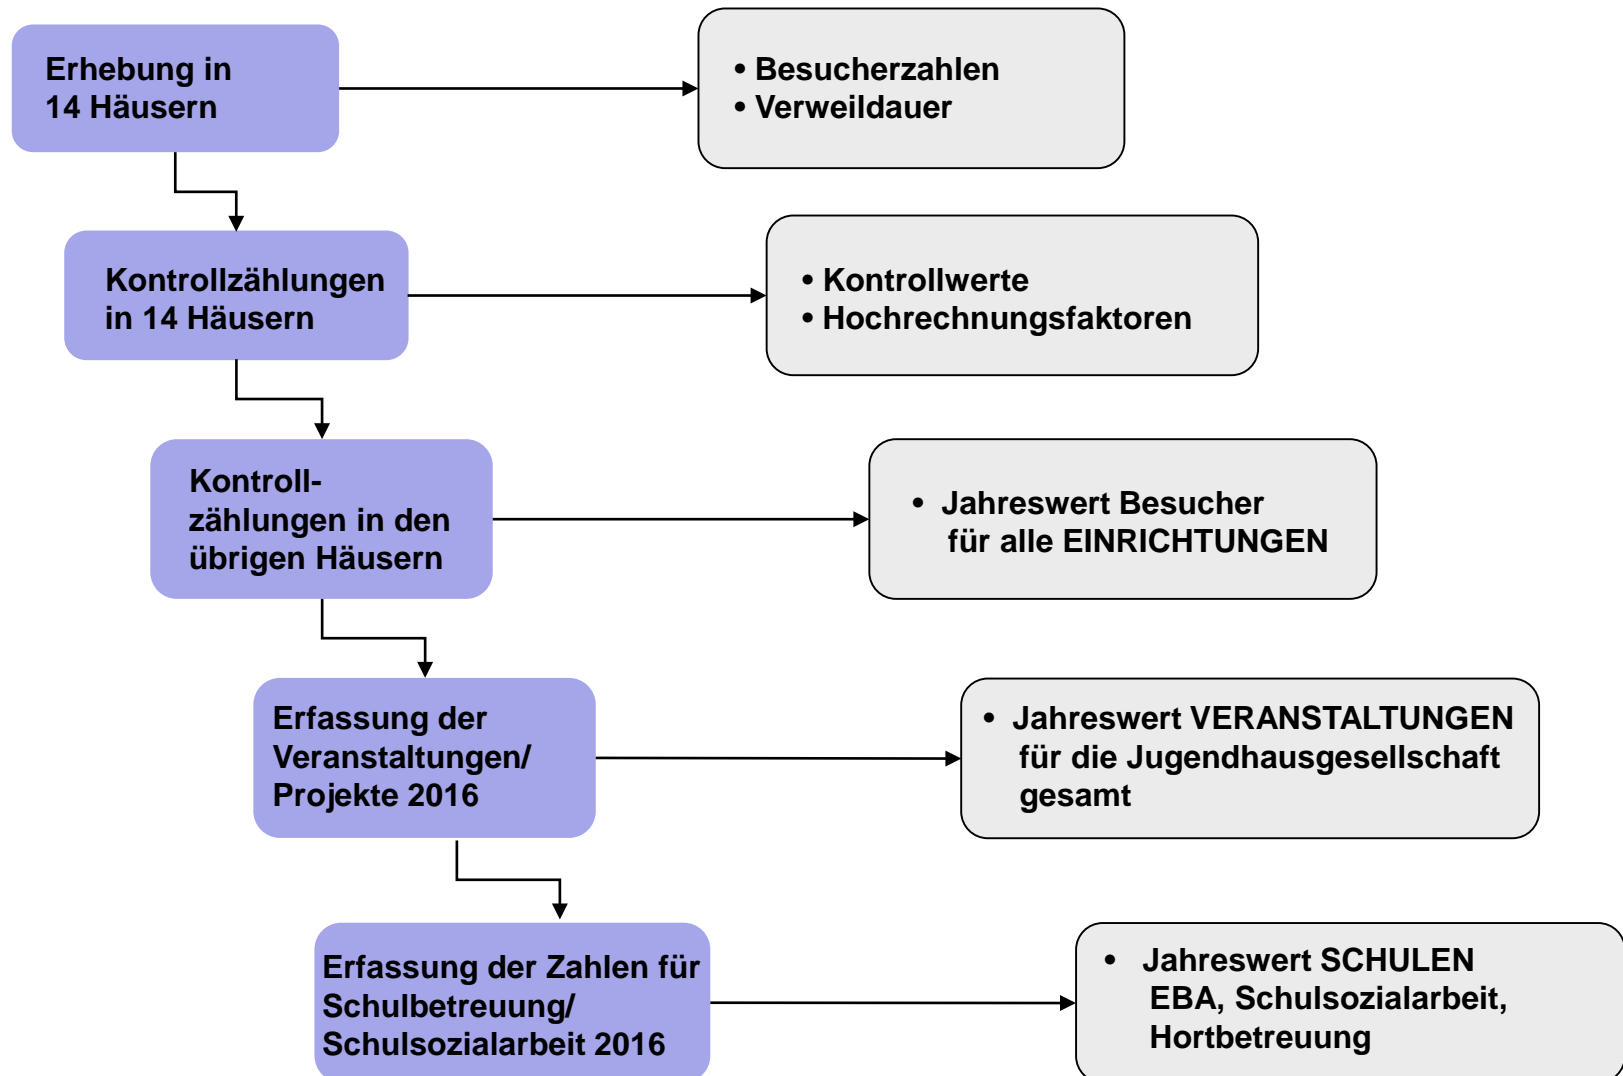 Erhebung in
14 Häusern
• Besucherzahlen
• Verweildauer
Kontrollzählungen
in 14 Häusern
• Kontrollwerte
• Hochrechnungsfaktoren
Kontroll-
zählungen in den
übrigen Häusern
• Jahreswert Besucher
für alle EINRICHTUNGEN
Erfassung der
Veranstaltungen/
Projekte 2016
• Jahreswert VERANSTALTUNGEN
für die Jugendhausgesellschaft
gesamt
Erfassung der Zahlen für
Schulbetreuung/
Schulsozialarbeit 2016
• Jahreswert SCHULEN
EBA, Schulsozialarbeit,
Hortbetreuung